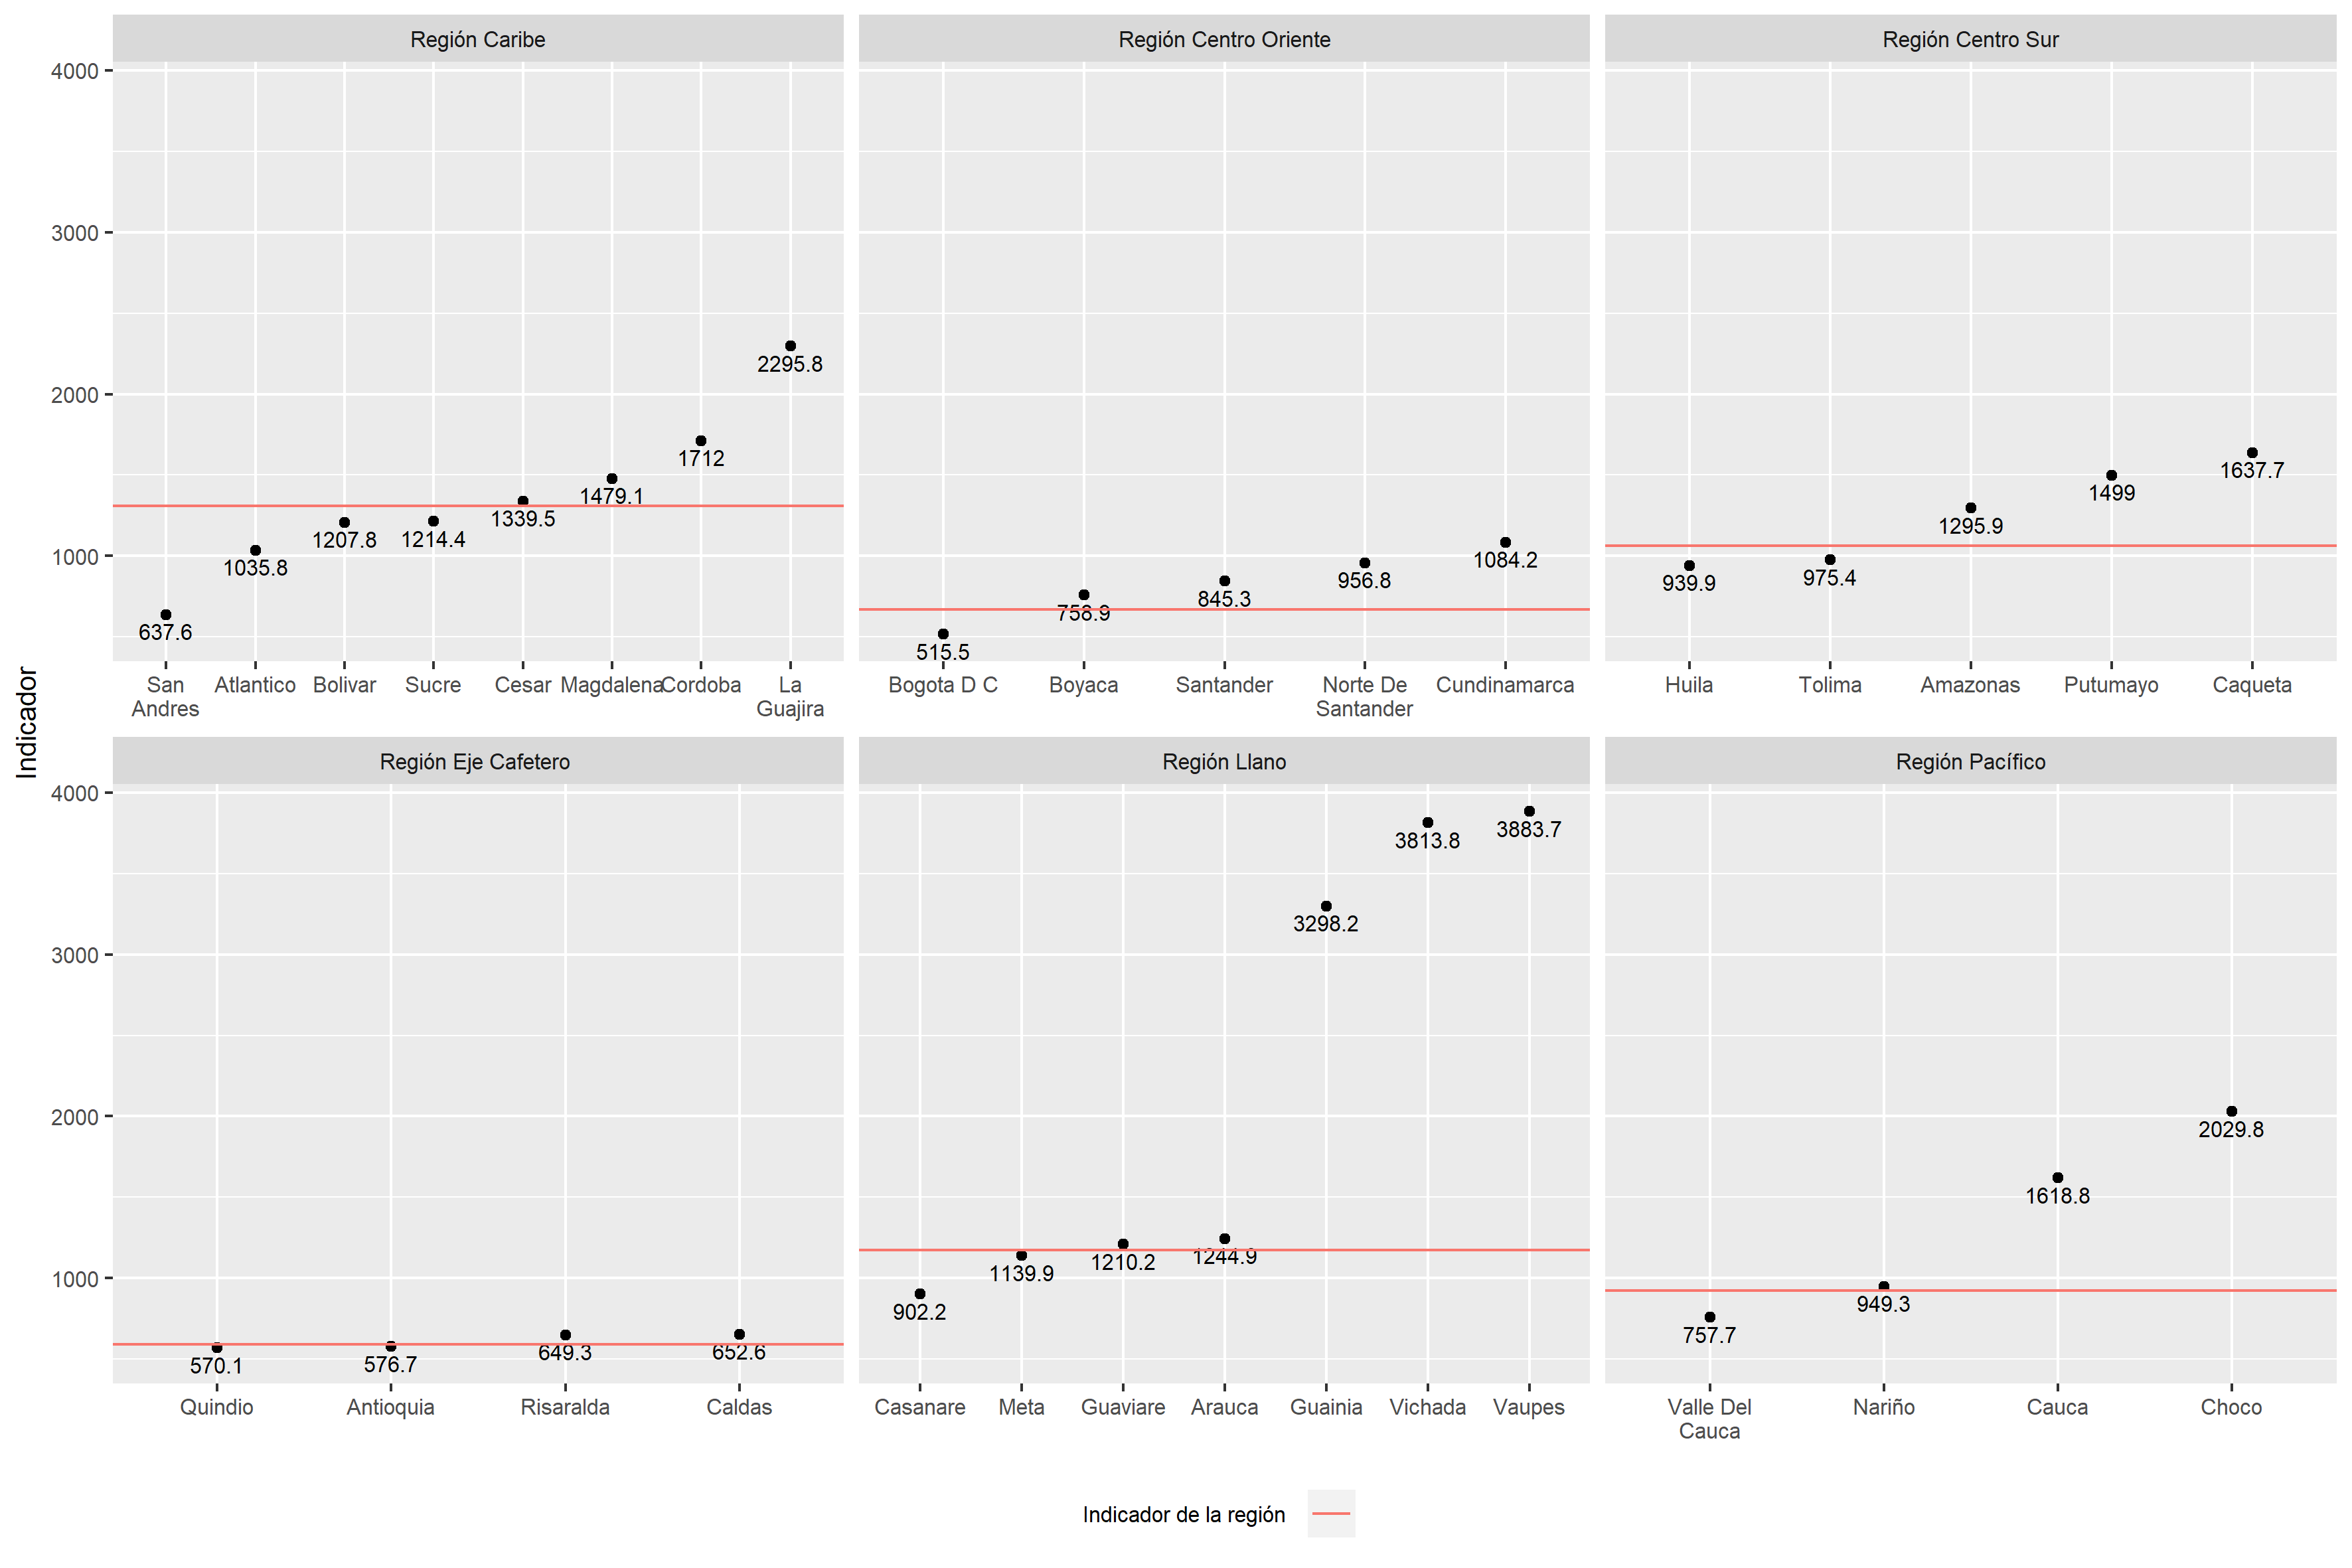 Región Caribe
Región Centro Oriente
Región Centro Sur
Indicador
4000
3000
2000
1000
637.6
1035.8
1207.8
1214.4
1339.5
1479.1
1712
2295.8
515.5
758.9
845.3
956.8
1084.2
939.9
975.4
1295.9
1499
1637.7
San
Andres
Atlantico
Bolivar
Sucre
Cesar
Magdalena
Cordoba
La
Guajira
Bogota D C
Boyaca
Santander
Norte De
Santander
Cundinamarca
Huila
Tolima
Amazonas
Putumayo
Caqueta
Región Eje Cafetero
Región Llano
Región Pacífico
4000
3000
2000
1000
570.1
576.7
649.3
652.6
902.2
1139.9
1210.2
1244.9
3298.2
3813.8
3883.7
757.7
949.3
1618.8
2029.8
Quindio
Antioquia
Risaralda
Caldas
Casanare
Meta
Guaviare
Arauca
Guainia
Vichada
Vaupes
Valle Del
Cauca
Nariño
Cauca
Choco
Indicador de la región